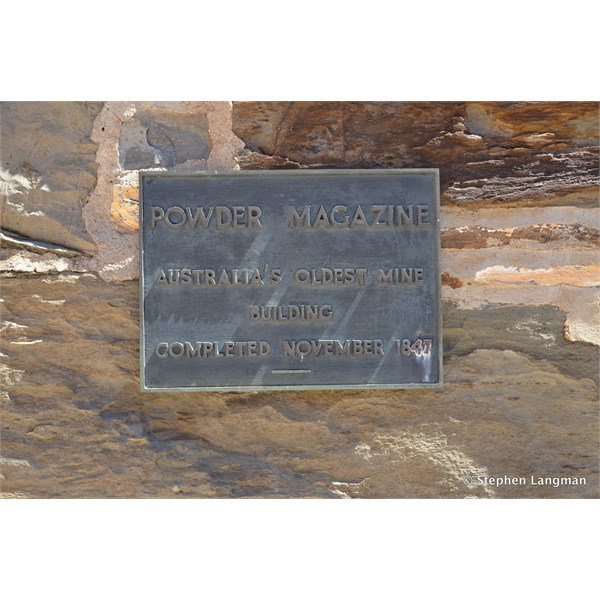 POWDER MAGAZINE
AUSTRALIA'S OLDEST MINE
BUILDING
COMPLETED NOVEMBER 1847
©Stephen Langman